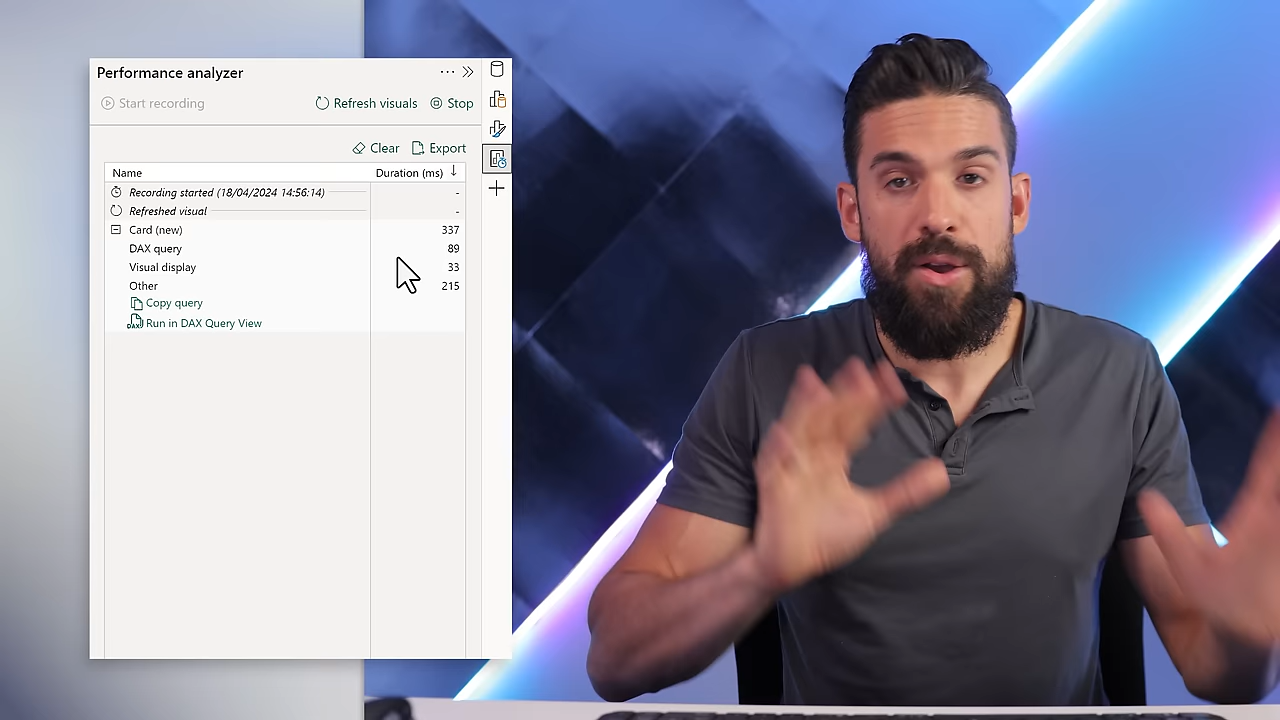 Performance analyzer
Start recording Refresh visuals Stop
Clear Export
Name Duration (ms)
Recording started (18/04/2024 14:56:14) -
Refreshed visual -
Card (new) 337
DAX query 89
Visual display 33
Other 215
Copy query
DAX Run in DAX Query View